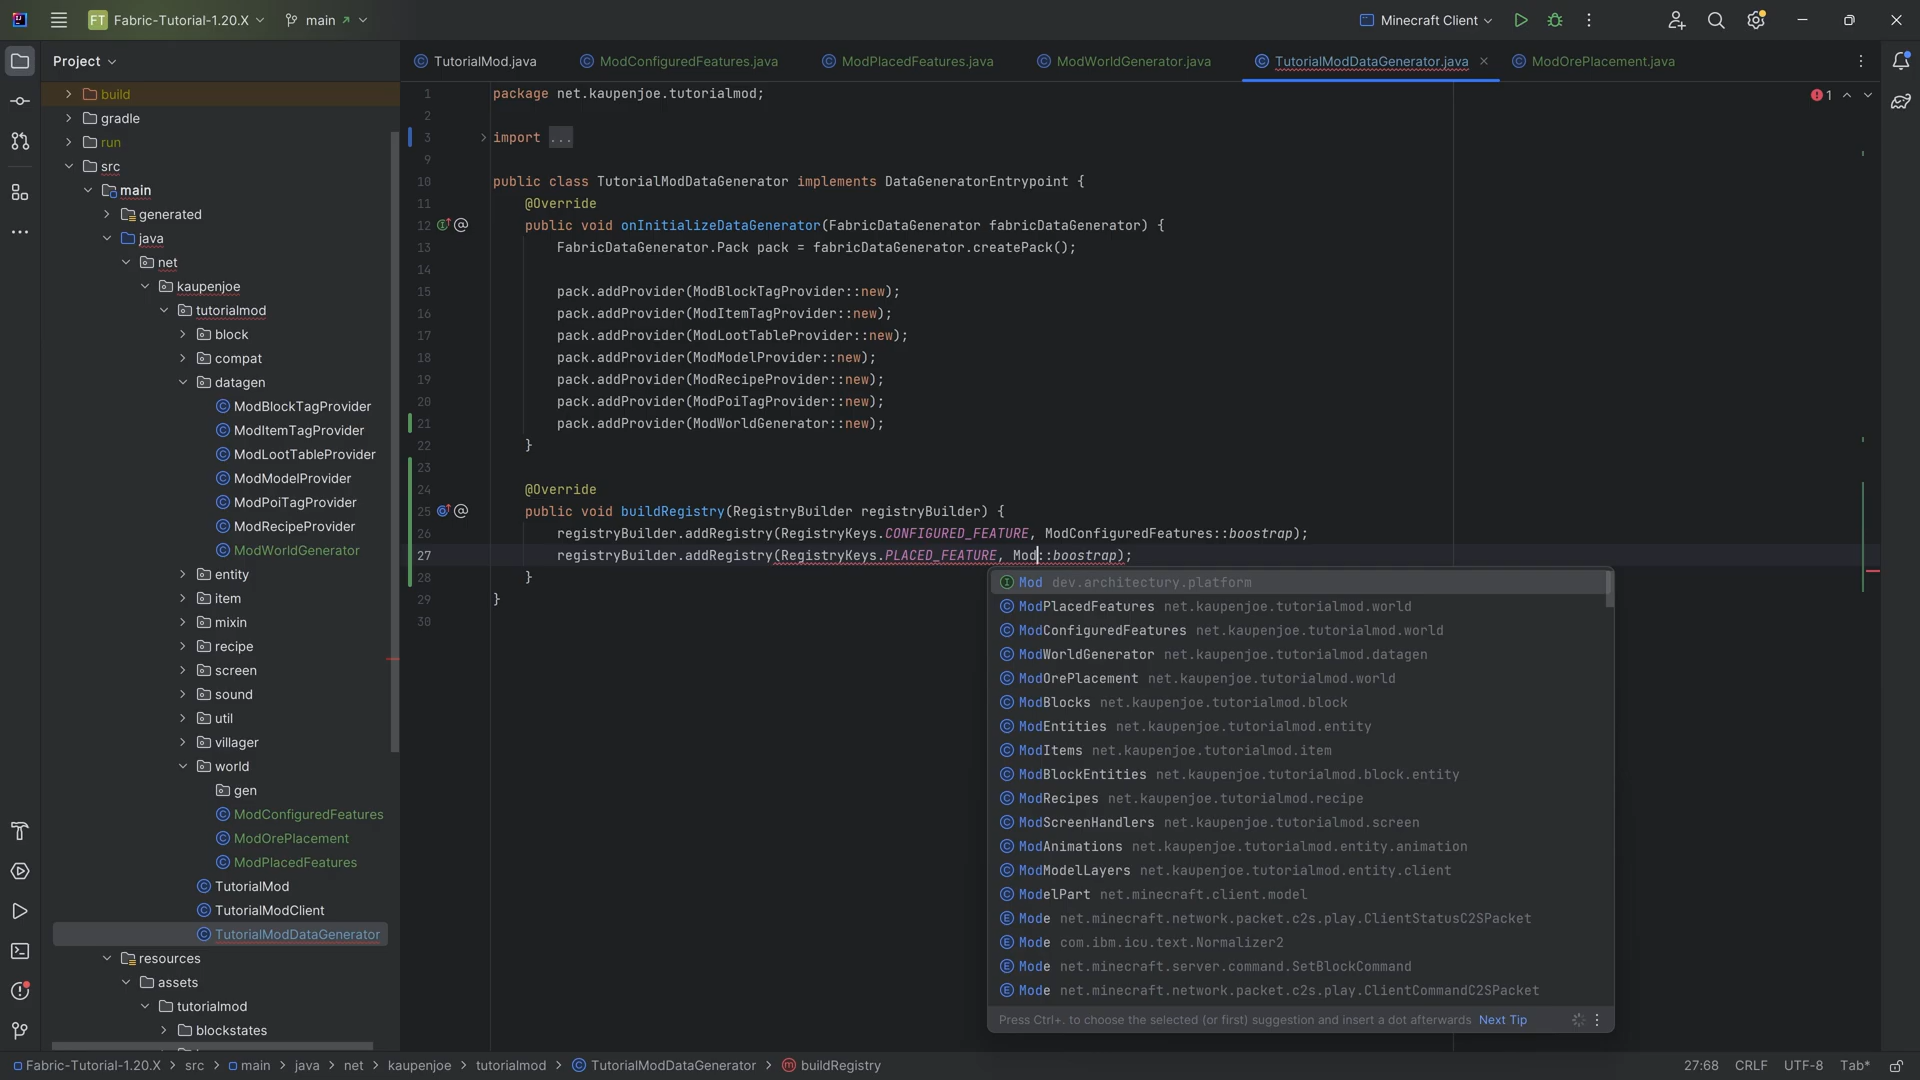 FT Fabric-Tutorial-1.20.X main Minecraft Client
Project
TutorialMod.java ModConfiguredFeatures.java ModPlacedFeatures.java ModWorldGenerator.java TutorialModDataGenerator.java ModOrePlacement.java
build
gradle
run
src
main
generated
java
net
kaupenjoe
tutorialmod
block
compat
datagen
ModBlockTagProvider
ModItemTagProvider
ModLootTableProvider
ModModelProvider
ModPoiTagProvider
ModRecipeProvider
ModWorldGenerator
entity
item
mixin
recipe
screen
sound
util
villager
world
gen
ModConfiguredFeatures
ModOrePlacement
ModPlacedFeatures
TutorialMod
TutorialModClient
TutorialModDataGenerator
resources
assets
tutorialmod
blockstates
1 package net.kaupenjoe.tutorialmod;
2
3 import ...
9
10 public class TutorialModDataGenerator implements DataGeneratorEntrypoint {
11 @Override
12 public void onInitializeDataGenerator(FabricDataGenerator fabricDataGenerator) {
13 FabricDataGenerator.Pack pack = fabricDataGenerator.createPack();
14
15 pack.addProvider(ModBlockTagProvider::new);
16 pack.addProvider(ModItemTagProvider::new);
17 pack.addProvider(ModLootTableProvider::new);
18 pack.addProvider(ModModelProvider::new);
19 pack.addProvider(ModRecipeProvider::new);
20 pack.addProvider(ModPoiTagProvider::new);
21 pack.addProvider(ModWorldGenerator::new);
22 }
23
24 @Override
25 public void buildRegistry(RegistryBuilder registryBuilder) {
26 registryBuilder.addRegistry(RegistryKeys.CONFIGURED_FEATURE, ModConfiguredFeatures::boostrap);
27 registryBuilder.addRegistry(RegistryKeys.PLACED_FEATURE, Mod::boostrap);
28 }
29 }
30
1
Mod dev.architectury.platform
ModPlacedFeatures net.kaupenjoe.tutorialmod.world
ModConfiguredFeatures net.kaupenjoe.tutorialmod.world
ModWorldGenerator net.kaupenjoe.tutorialmod.datagen
ModOrePlacement net.kaupenjoe.tutorialmod.world
ModBlocks net.kaupenjoe.tutorialmod.block
ModEntities net.kaupenjoe.tutorialmod.entity
ModItems net.kaupenjoe.tutorialmod.item
ModBlockEntities net.kaupenjoe.tutorialmod.block.entity
ModRecipes net.kaupenjoe.tutorialmod.recipe
ModScreenHandlers net.kaupenjoe.tutorialmod.screen
ModAnimations net.kaupenjoe.tutorialmod.entity.animation
ModModelLayers net.kaupenjoe.tutorialmod.entity.client
ModelPart net.minecraft.client.model
Mode net.minecraft.network.packet.c2s.play.ClientStatusC2SPacket
Mode com.ibm.icu.text.Normalizer2
Mode net.minecraft.server.command.SetBlockCommand
Mode net.minecraft.network.packet.c2s.play.ClientCommandC2SPacket
Press Ctrl+. to choose the selected (or first) suggestion and insert a dot afterwards Next Tip
Fabric-Tutorial-1.20.X > src > main > java > net > kaupenjoe > tutorialmod > TutorialModDataGenerator > buildRegistry 27:68 CRLF UTF-8 Tab*